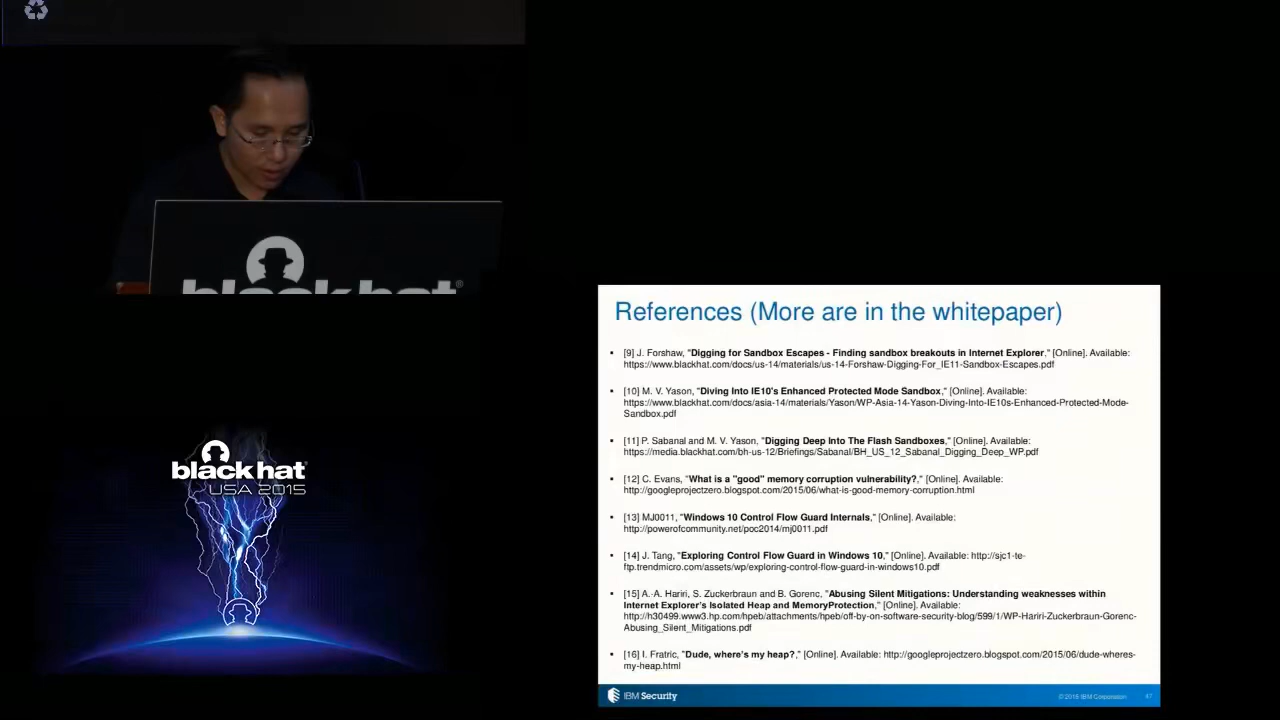 black hat®
References (More are in the whitepaper)
[9] J. Forshaw, "Digging for Sandbox Escapes - Finding sandbox breakouts in Internet Explorer," [Online]. Available:
https://www.blackhat.com/docs/us-14/materials/us-14-Forshaw-Digging-For_IE11-Sandbox-Escapes.pdf
[10] M. V. Yason, "Diving Into IE10's Enhanced Protected Mode Sandbox," [Online]. Available:
https://www.blackhat.com/docs/asia-14/materials/Yason/WP-Asia-14-Yason-Diving-Into-IE10s-Enhanced-Protected-Mode-
Sandbox.pdf
[11] P. Sabanal and M. V. Yason, "Digging Deep Into The Flash Sandboxes," [Online]. Available:
https://media.blackhat.com/bh-us-12/Briefings/Sabanal/BH_US_12_Sabanal_Digging_Deep_WP.pdf
[12] C. Evans, "What is a "good" memory corruption vulnerability?," [Online]. Available:
http://googleprojectzero.blogspot.com/2015/06/what-is-good-memory-corruption.html
[13] MJ0011, "Windows 10 Control Flow Guard Internals," [Online]. Available:
http://powerofcommunity.net/poc2014/mj0011.pdf
[14] J. Tang, "Exploring Control Flow Guard in Windows 10," [Online]. Available: http://sjc1-te-
ftp.trendmicro.com/assets/wp/exploring-control-flow-guard-in-windows10.pdf
[15] A.-A. Hariri, S. Zuckerbraun and B. Gorenc, "Abusing Silent Mitigations: Understanding weaknesses within
Internet Explorer's Isolated Heap and MemoryProtection," [Online]. Available:
http://h30499.www3.hp.com/hpeb/attachments/hpeb/off-by-on-software-security-blog/599/1/WP-Hariri-Zuckerbraun-Gorenc-
Abusing_Silent_Mitigations.pdf
[16] I. Fratric, "Dude, where's my heap?," [Online]. Available: http://googleprojectzero.blogspot.com/2015/06/dude-wheres-
my-heap.html
IBM Security
© 2015 IBM Corporation 47
black hat
USA 2015